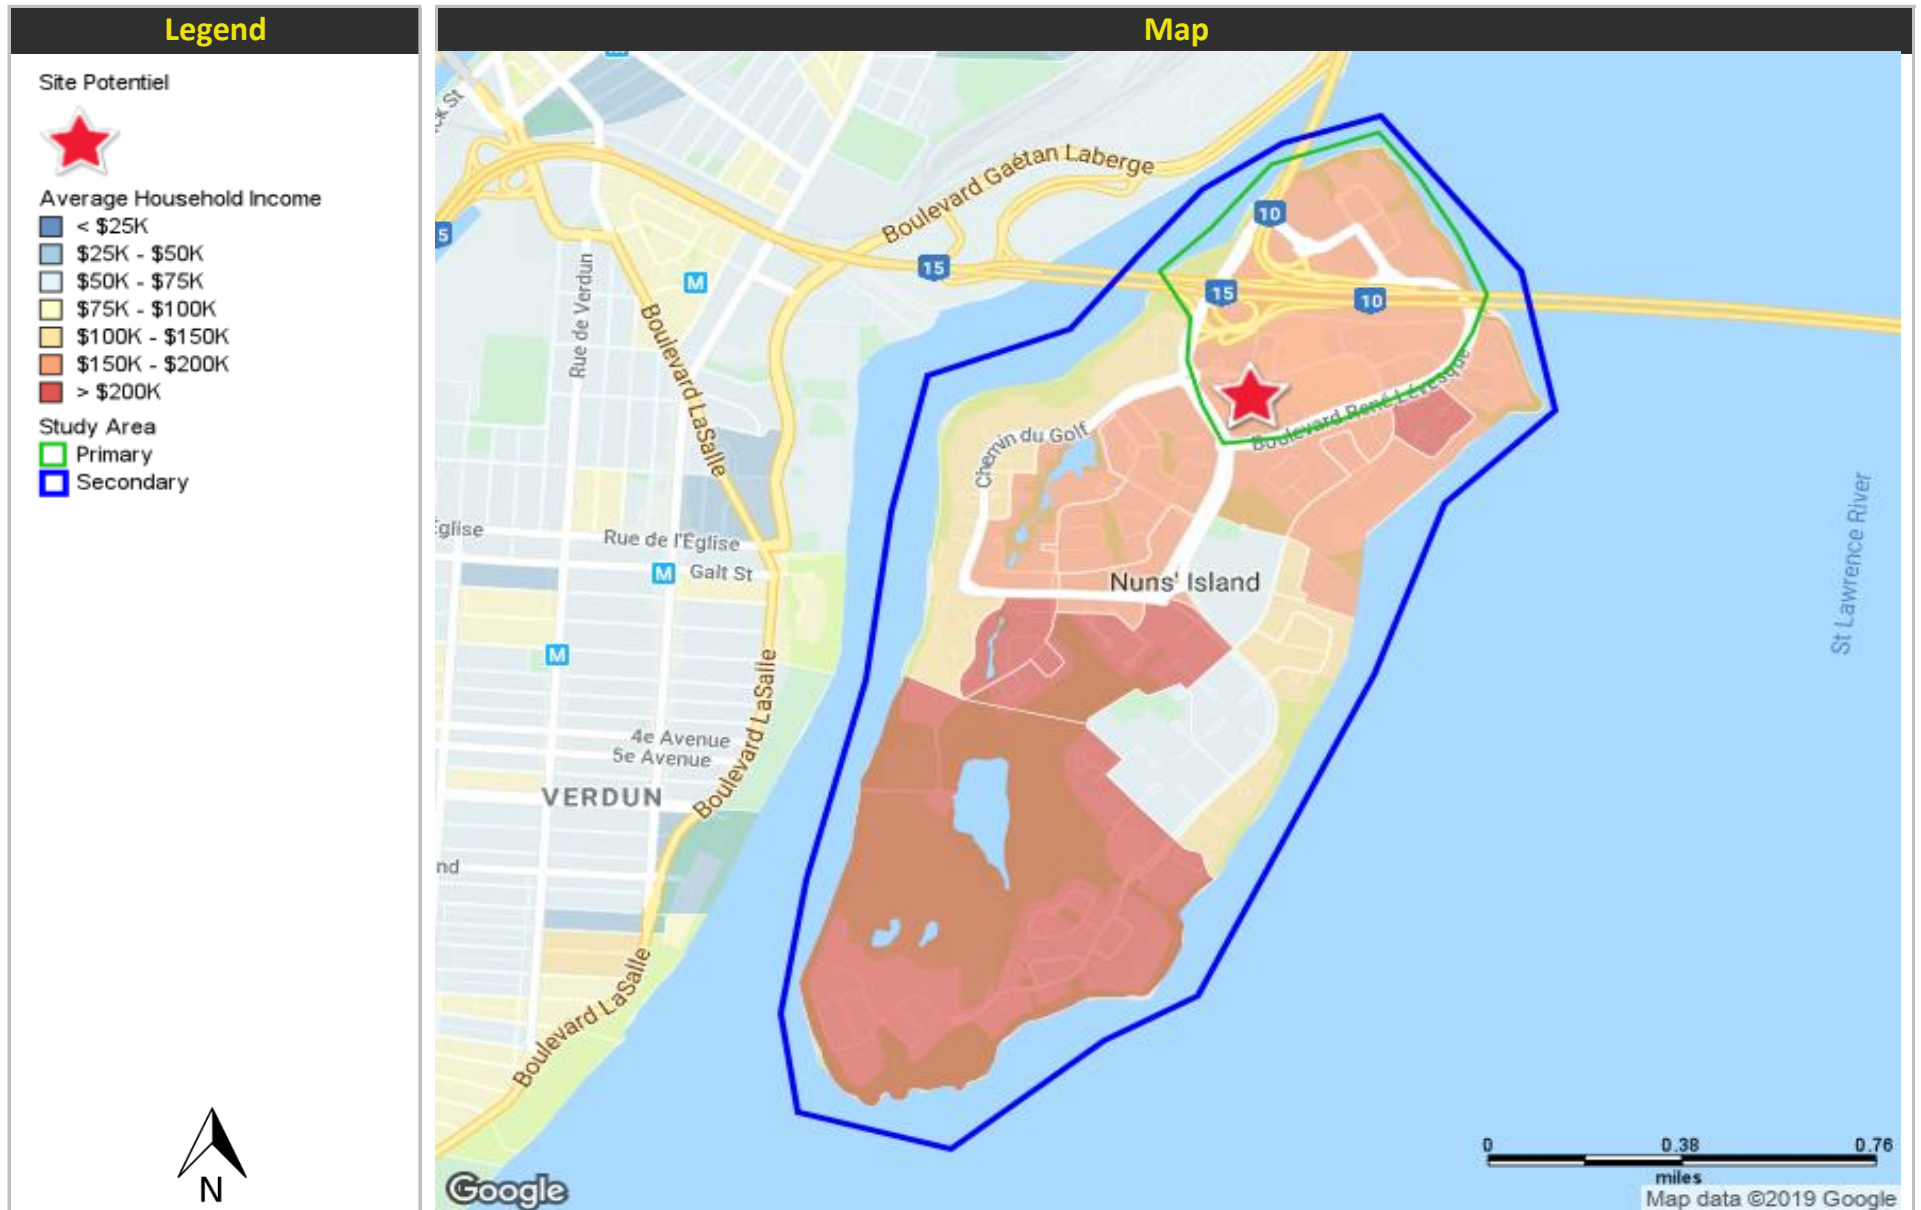 Legend
Site Potentiel
Average Household Income
< $25K
$25K - $50K
$50K - $75K
$75K - $100K
$100K - $150K
$150K - $200K
> $200K
Study Area
Primary
Secondary
N
Map
Boulevard Gaétan Laberge
10
15
15
10
5
M
Rue de Verdun
Boulevard LaSalle
Boulevard René Lévesque
Chemin du Golf
Rue de l'Église
Galt St
M
Nuns' Island
St Lawrence River
M
4e Avenue
5e Avenue
Boulevard LaSalle
VERDUN
nd
Boulevard LaSalle
0 0.38 0.76
miles
Google
Map data ©2019 Google